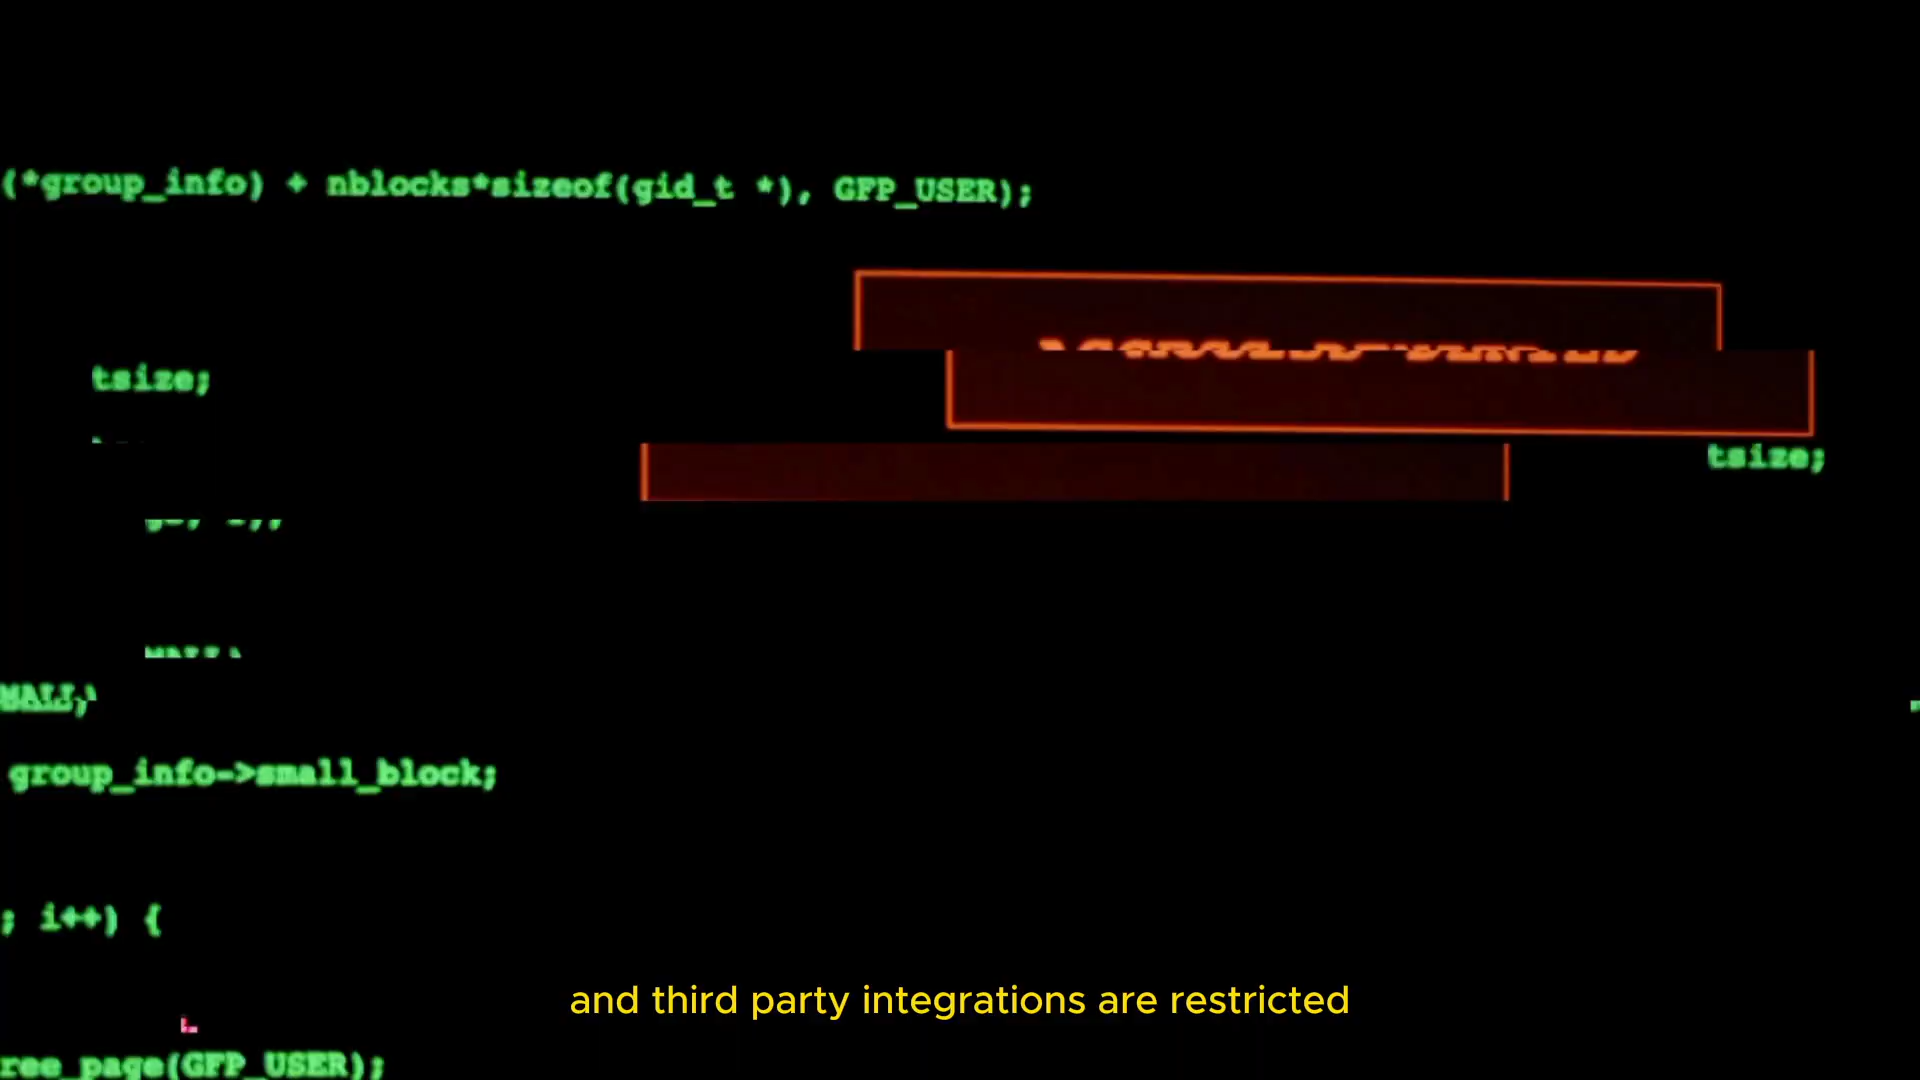 (*group_info) + nblocks*sizeof(gid_t *), GFP_USER);
tsize;
tsize;
group_info->small_block;
; i++) {
and third party integrations are restricted
ree_page(GFP_USER);